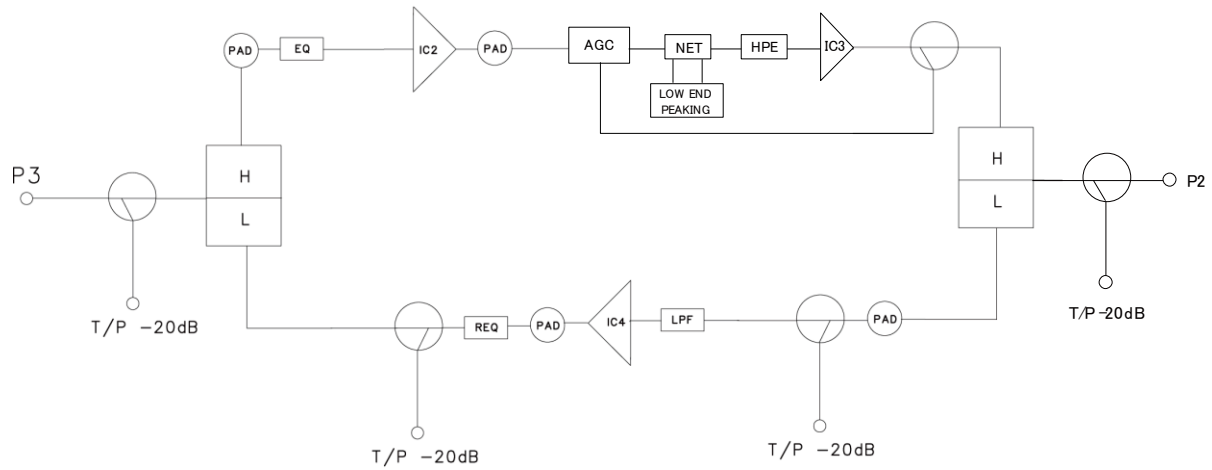 PAD
EQ
IC2
PAD
AGC
NET
HPE
IC3
LOW END
PEAKING
P3
H
L
H
L
P2
T/P -20dB
T/P-20dB
REQ
PAD
IC4
LPF
PAD
T/P -20dB
T/P -20dB